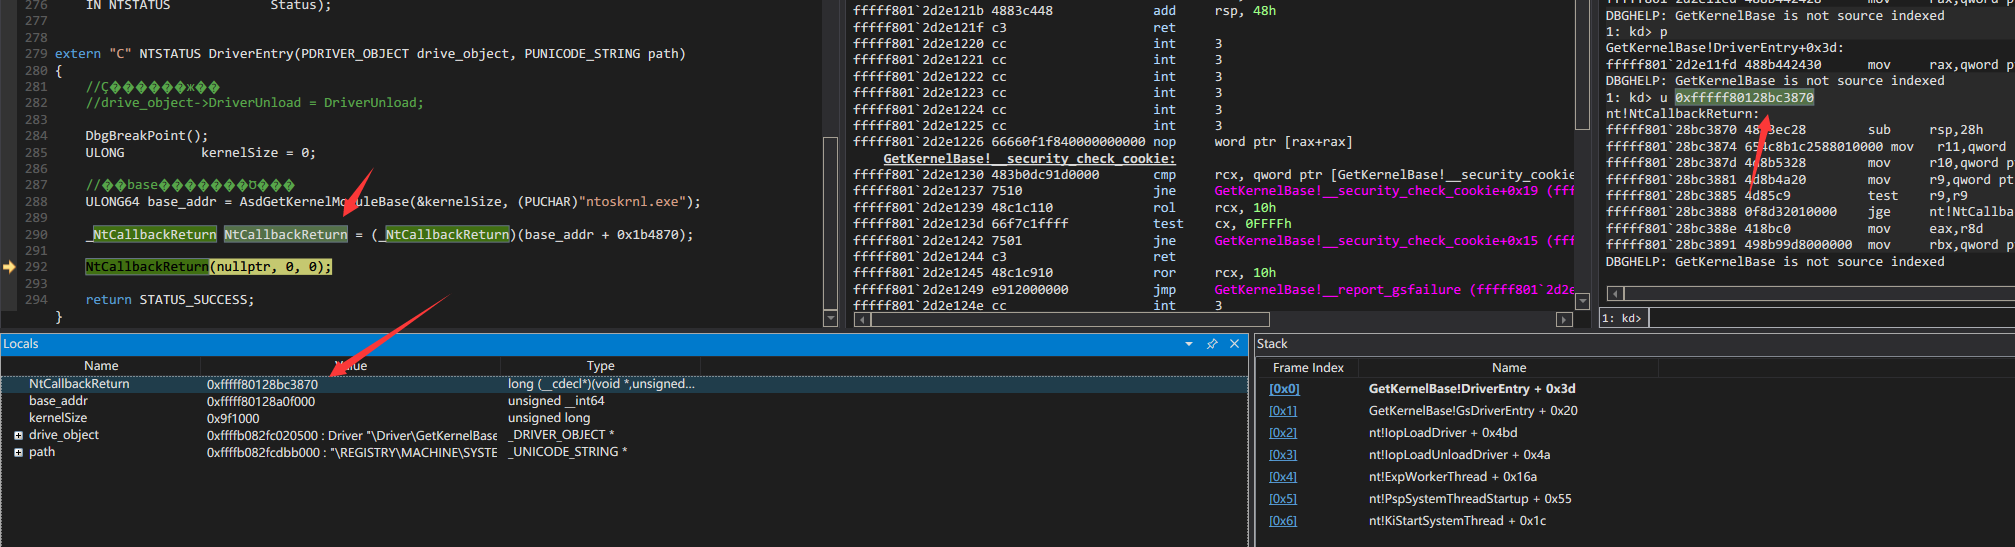 276 IN NTSTATUS Status);
277
278
279 extern "C" NTSTATUS DriverEntry(PDRIVER_OBJECT drive_object, PUNICODE_STRING path)
280 {
281 //Ç������ж��
282 //drive_object->DriverUnload = DriverUnload;
283
284 DbgBreakPoint();
285 ULONG kernelSize = 0;
286
287 //��base�������Ծ���
288 ULONG64 base_addr = AsdGetKernelModuleBase(&kernelSize, (PUCHAR)"ntoskrnl.exe");
289
290 _NtCallbackReturn NtCallbackReturn = (_NtCallbackReturn)(base_addr + 0x1b4870);
291
292 NtCallbackReturn(nullptr, 0, 0);
293
294 return STATUS_SUCCESS;
}
fffff801`2d2e121b 4883c448 add rsp, 48h
fffff801`2d2e121f c3 ret
fffff801`2d2e1220 cc int 3
fffff801`2d2e1221 cc int 3
fffff801`2d2e1222 cc int 3
fffff801`2d2e1223 cc int 3
fffff801`2d2e1224 cc int 3
fffff801`2d2e1225 cc int 3
fffff801`2d2e1226 66660f1f840000000000 nop word ptr [rax+rax]
GetKernelBase!__security_check_cookie:
fffff801`2d2e1230 483b0dc91d0000 cmp rcx, qword ptr [GetKernelBase!__security_cookie
fffff801`2d2e1237 7510 jne GetKernelBase!__security_check_cookie+0x19 (fff
fffff801`2d2e1239 48c1c110 rol rcx, 10h
fffff801`2d2e123d 66f7c1ffff test cx, 0FFFFh
fffff801`2d2e1242 7501 jne GetKernelBase!__security_check_cookie+0x15 (fff
fffff801`2d2e1244 c3 ret
fffff801`2d2e1245 48c1c910 ror rcx, 10h
fffff801`2d2e1249 e912000000 jmp GetKernelBase!__report_gsfailure (fffff801`2d2e
fffff801`2d2e124e cc int 3
DBGHELP: GetKernelBase is not source indexed
1: kd> p
GetKernelBase!DriverEntry+0x3d:
fffff801`2d2e11fd 488b442430 mov rax,qword p
DBGHELP: GetKernelBase is not source indexed
1: kd> u 0xfffff80128bc3870
nt!NtCallbackReturn:
fffff801`28bc3870 4883ec28 sub rsp,28h
fffff801`28bc3874 654c8b1c2588010000 mov r11,qword
fffff801`28bc387d 4d8b5328 mov r10,qword p
fffff801`28bc3881 4d8b4a20 mov r9,qword pt
fffff801`28bc3885 4d85c9 test r9,r9
fffff801`28bc3888 0f8d32010000 jge nt!NtCallba
fffff801`28bc388e 418bc0 mov eax,r8d
fffff801`28bc3891 498b99d8000000 mov rbx,qword p
DBGHELP: GetKernelBase is not source indexed
1: kd>
Locals
Name Value Type
NtCallbackReturn 0xfffff80128bc3870 long (__cdecl*)(void *,unsigned...
base_addr 0xfffff80128a0f000 unsigned __int64
kernelSize 0x9f1000 unsigned long
drive_object 0xffffb082fc020500 : Driver "\Driver\GetKernelBase _DRIVER_OBJECT *
path 0xffffb082fcdbb000 : "\REGISTRY\MACHINE\SYSTE _UNICODE_STRING *
Stack
Frame Index Name
[0x0] GetKernelBase!DriverEntry + 0x3d
[0x1] GetKernelBase!GsDriverEntry + 0x20
[0x2] nt!IopLoadDriver + 0x4bd
[0x3] nt!IopLoadUnloadDriver + 0x4a
[0x4] nt!ExpWorkerThread + 0x16a
[0x5] nt!PspSystemThreadStartup + 0x55
[0x6] nt!KiStartSystemThread + 0x1c